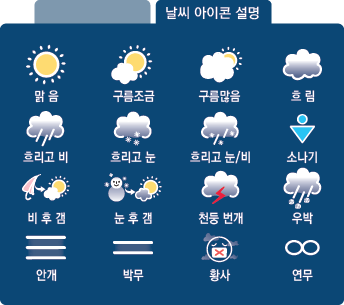 날씨 아이콘 설명
맑 음 구름조금 구름많음 흐 림
흐리고 비 흐리고 눈 흐리고 눈/비 소나기
비 후 갬 눈 후 갬 천둥 번개 우박
안개 박무 황사 연무